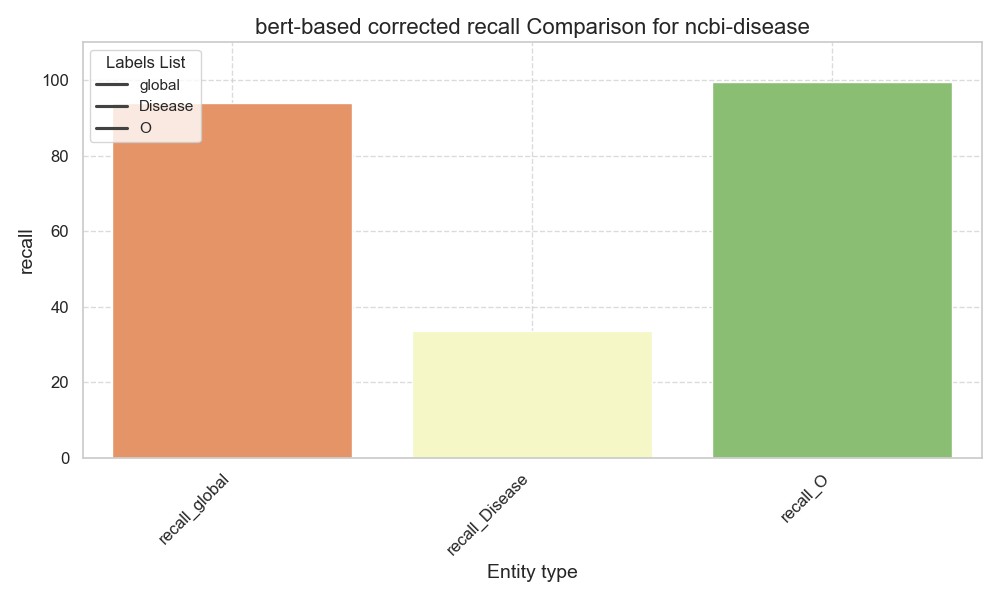 bert-based corrected recall Comparison for ncbi-disease
Labels List
global
Disease
O
100
80
60
40
20
0
recall
recall_global
recall_Disease
recall_O
Entity type